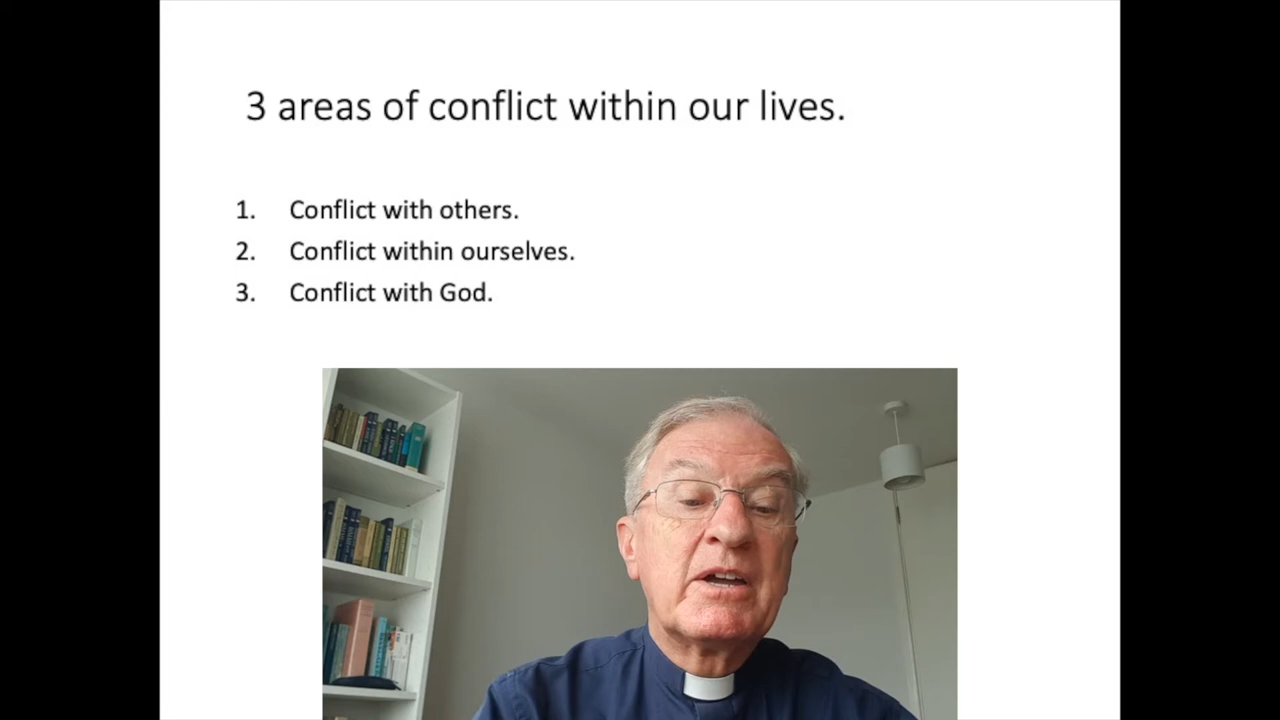 3 areas of conflict within our lives.
1. Conflict with others.
2. Conflict within ourselves.
3. Conflict with God.